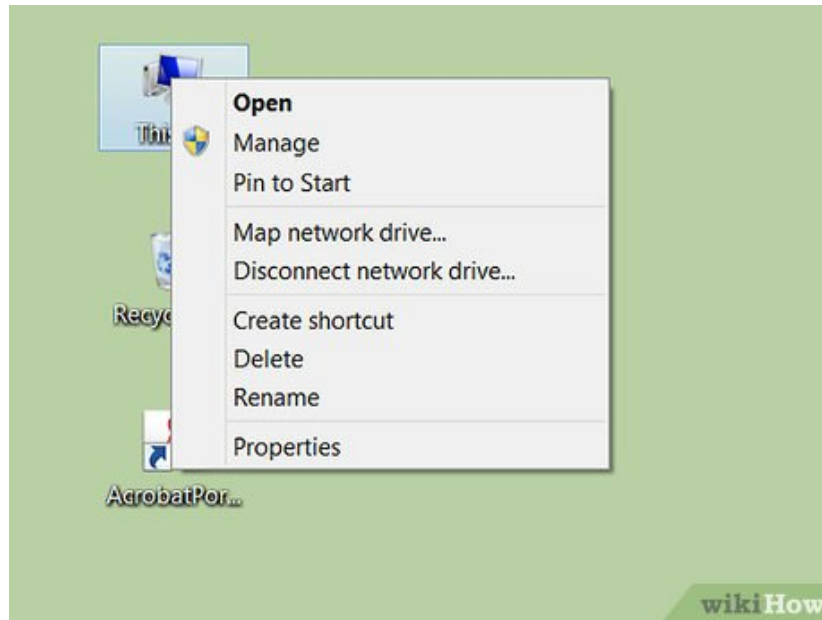 Open
Manage
Pin to Start
Map network drive...
Disconnect network drive...
Create shortcut
Delete
Rename
Properties
AcrobatPor...
wikiHow